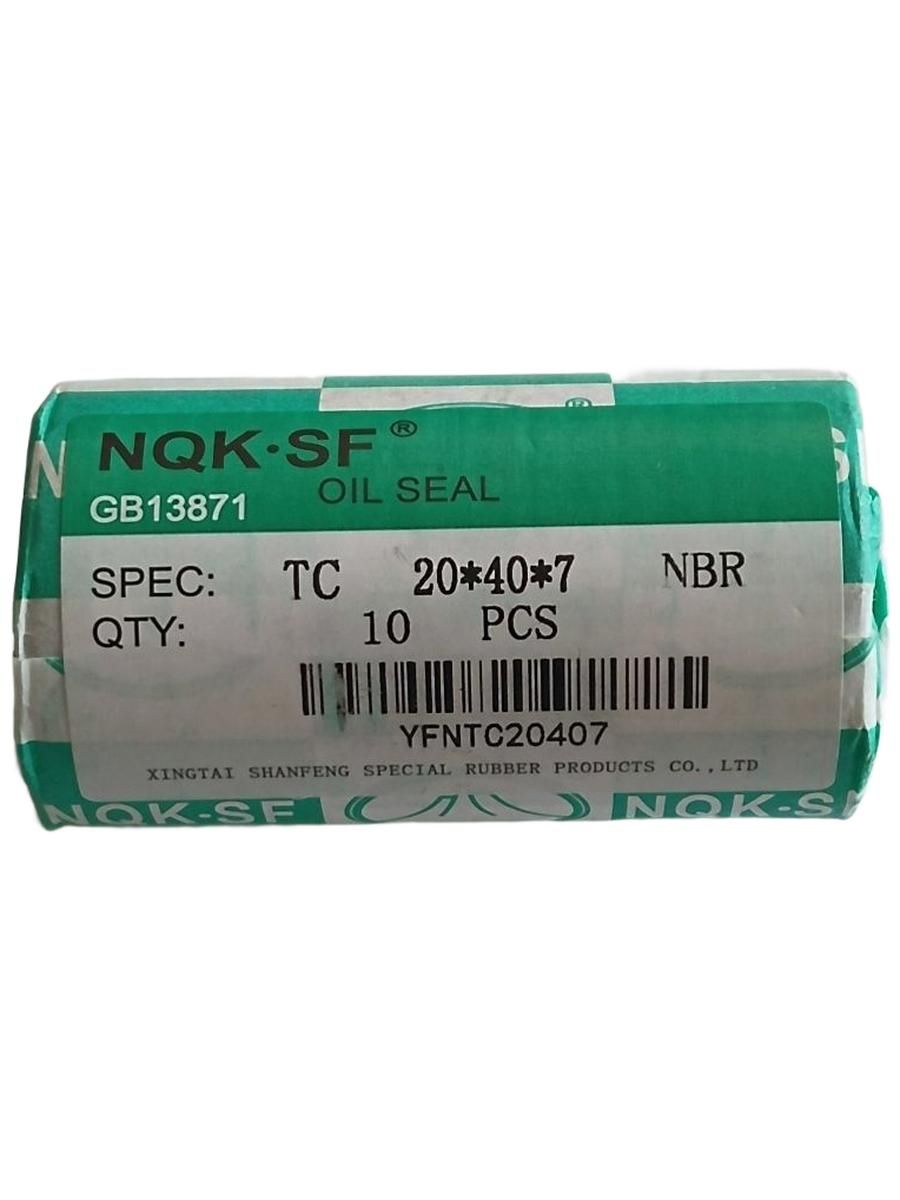 NQK·SF®
OIL SEAL
GB13871
SPEC: TC 20*40*7 NBR
QTY: 10 PCS
YFNTC20407
XINGTAI SHANFENG SPECIAL RUBBER PRODUCTS CO.,LTD
NQK·SF NQK·S